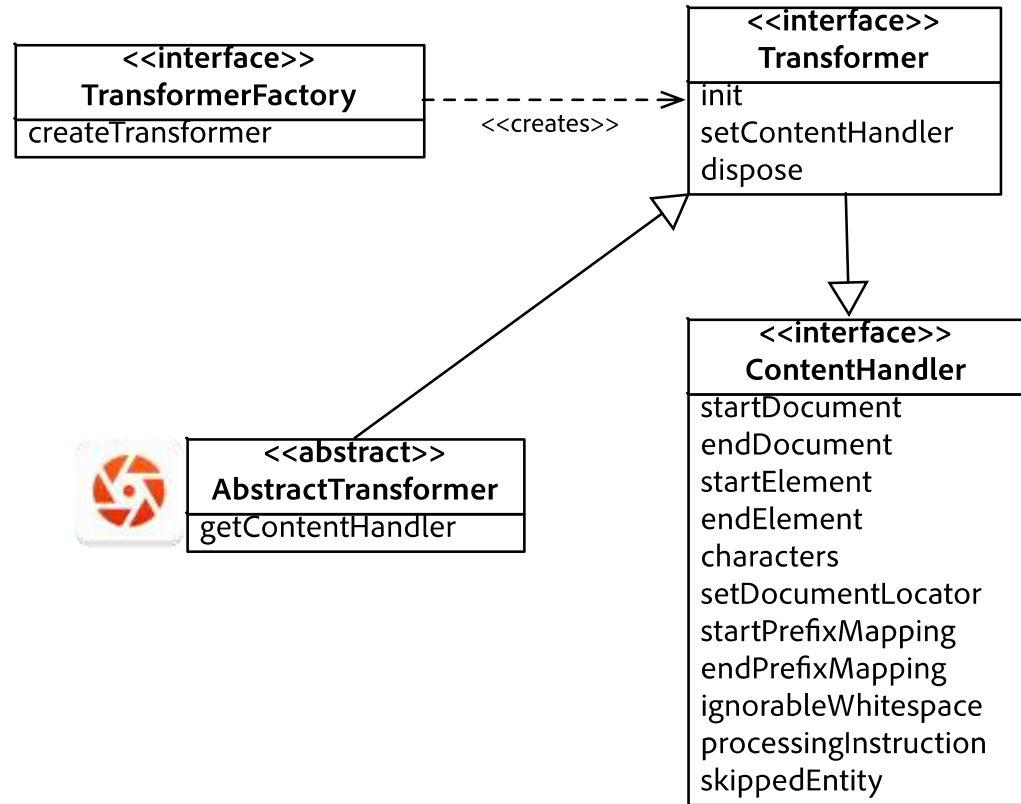 <<interface>>
TransformerFactory
createTransformer
<<creates>>
<<interface>>
Transformer
init
setContentHandler
dispose
<<abstract>>
AbstractTransformer
getContentHandler
<<interface>>
ContentHandler
startDocument
endDocument
startElement
endElement
characters
setDocumentLocator
startPrefixMapping
endPrefixMapping
ignorableWhitespace
processingInstruction
skippedEntity